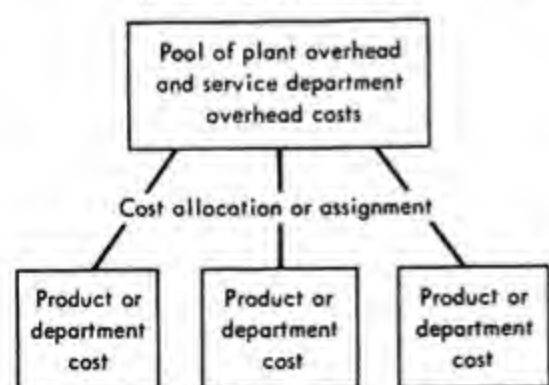 Pool of plant overhead
and service department
overhead costs
Cost allocation or assignment
Product or
department
cost
Product or
department
cost
Product or
department
cost